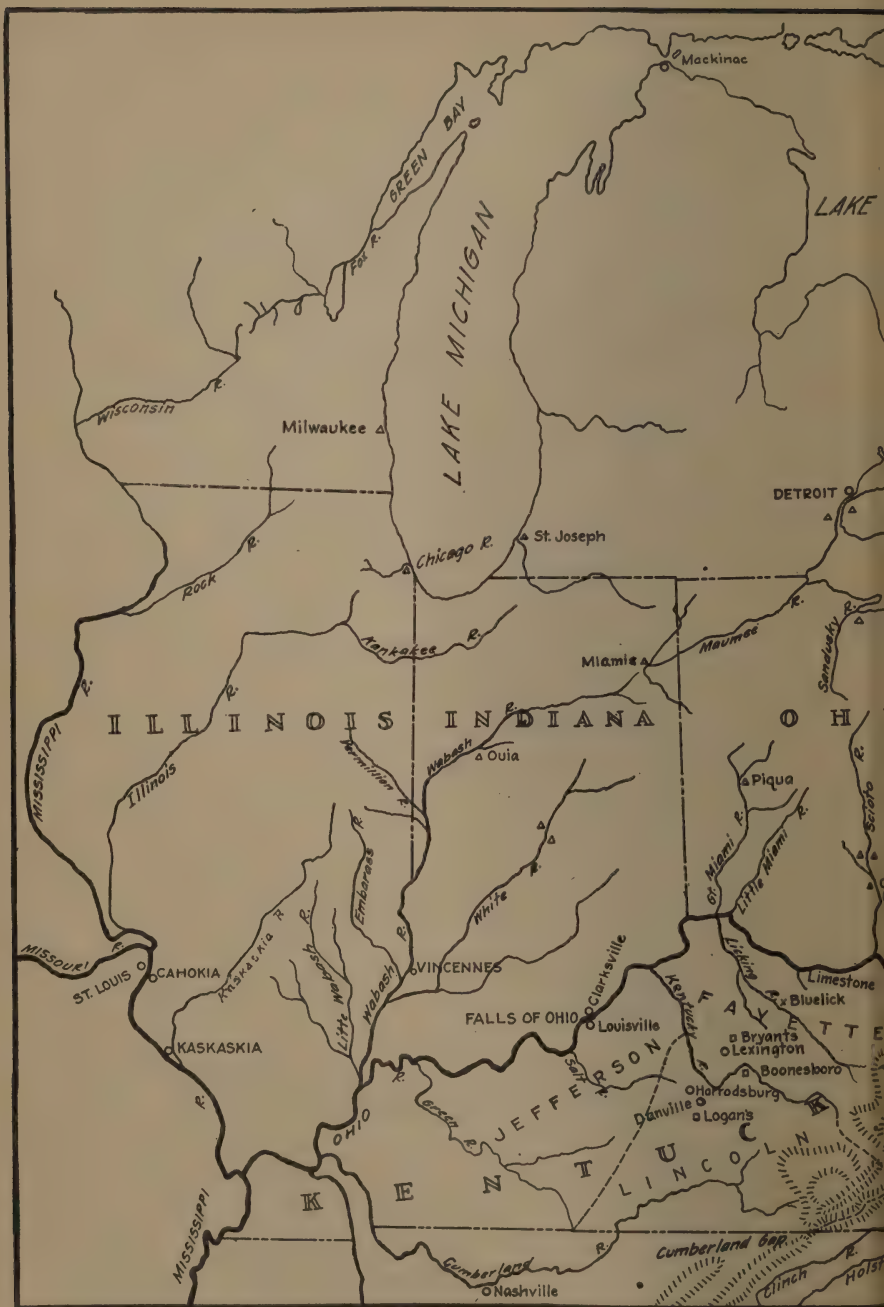 Mackinac
GREEN BAY
Fox R.
LAKE
LAKE MICHIGAN
Wisconsin R.
Milwaukee
DETROIT
Chicago R.
St. Joseph
Rock R.
Kankakee R.
Maumee R.
Sandusky R.
Miamie
MISSISSIPPI R.
ILLINOIS INDIANA OH
Illinois R.
Vermillion R.
Wabash R.
Ouia
Piqua
Scioto R.
Gt. Miami R.
Little Miami R.
Embarass R.
White R.
Kaskaskia R
Little Wabash R.
Wabash R.
MISSOURI R.
ST. LOUIS
CAHOKIA
VINCENNES
Licking R.
Limestone
Clarksville
Kentucky R.
Bluelick
FALLS OF OHIO
Louisville
FAYETTE
KASKASKIA
Bryants
Lexington
Salt R.
JEFFERSON
Boonesboro
Harrodsburg
Danville
Logan's
R.
Green R.
OHIO R.
KENTUCK
LINCOLN
MISSISSIPPI
Cumberland R.
Cumberland Gap.
Clinch R.
Holst
Nashville